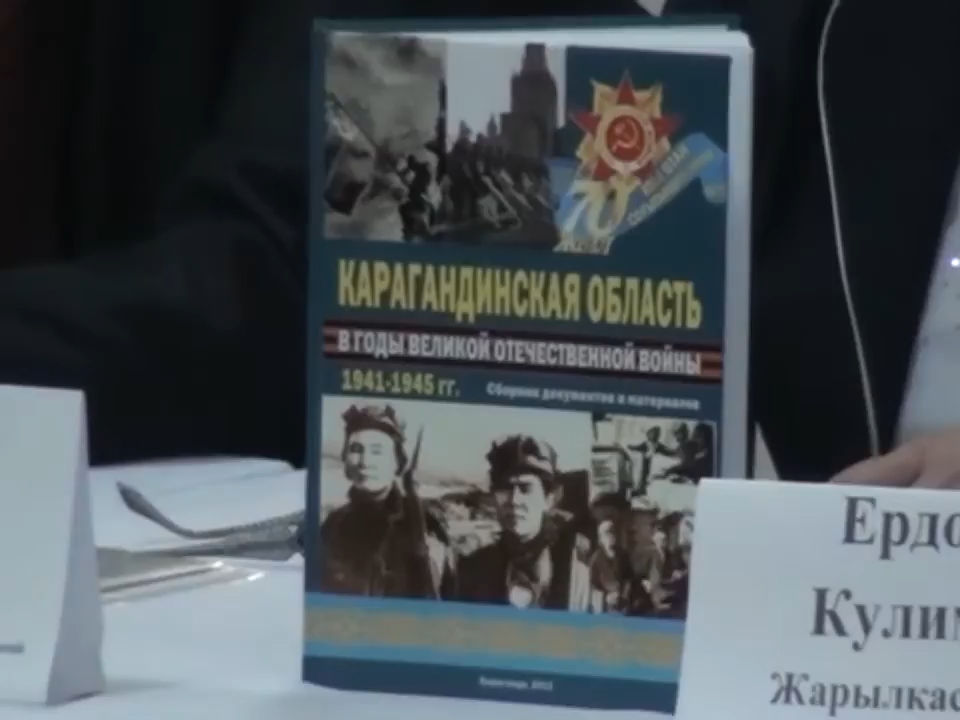 70
КАРАГАНДИНСКАЯ ОБЛАСТЬ
В ГОДЫ ВЕЛИКОЙ ОТЕЧЕСТВЕННОЙ ВОЙНЫ
1941-1945 гг.
Сборник документов и материалов
Ердо
Кулим
Жарылкас